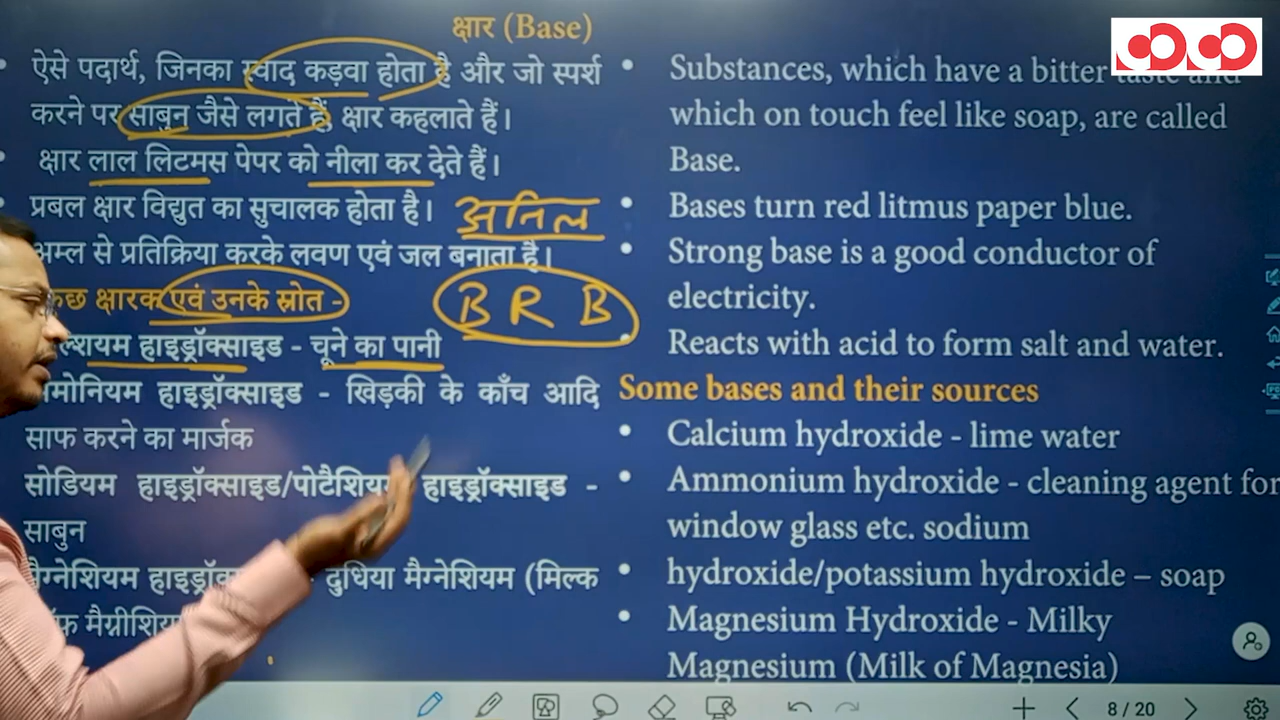 क्षार (Base)
ऐसे पदार्थ, जिनका स्वाद कड़वा होता है और जो स्पर्श
करने पर साबुन जैसे लगते हैं, क्षार कहलाते हैं।
क्षार लाल लिटमस पेपर को नीला कर देते हैं।
प्रबल क्षार विद्युत का सुचालक होता है।
अनिल
अम्ल से प्रतिक्रिया करके लवण एवं जल बनाता है।
एवं उनके स्रोत -
B R B
हाइड्रॉक्साइड - चूने का पानी
हाइड्रॉक्साइड - खिड़की के काँच आदि
साफ करने का मार्जक
सोडियम हाइड्रॉक्साइड/पोटैशियम हाइड्रॉक्साइड -
साबुन
मैग्नेशियम - दुधिया मैग्नेशियम (मिल्क
Substances, which have a bitter taste and
which on touch feel like soap, are called
Base.
Bases turn red litmus paper blue.
Strong base is a good conductor of
electricity.
Reacts with acid to form salt and water.
Some bases and their sources
Calcium hydroxide - lime water
Ammonium hydroxide - cleaning agent for
window glass etc. sodium
hydroxide/potassium hydroxide – soap
Magnesium Hydroxide - Milky
Magnesium (Milk of Magnesia)
8 / 20